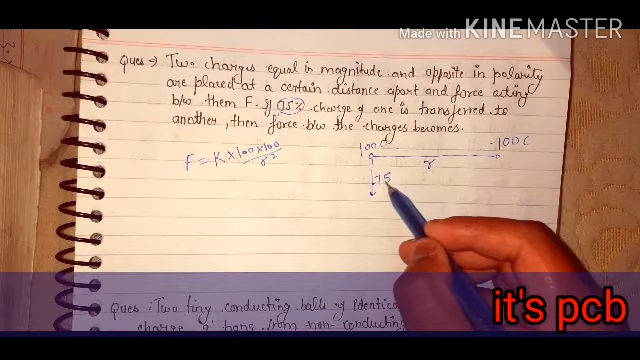 Made with KINEMASTER
Ques → Two charges equal in magnitude and opposite in polarity
are placed at a certain distance apart and force acting
b/w them F. If 75% charge of one is transferred to
another, then force b/w the charges becomes.
F = K × 100 × 100 / r²
100 C -100 C
r
75
Ques: Two tiny conducting balls of identical
charge q hang from non-conducting
it's pcb